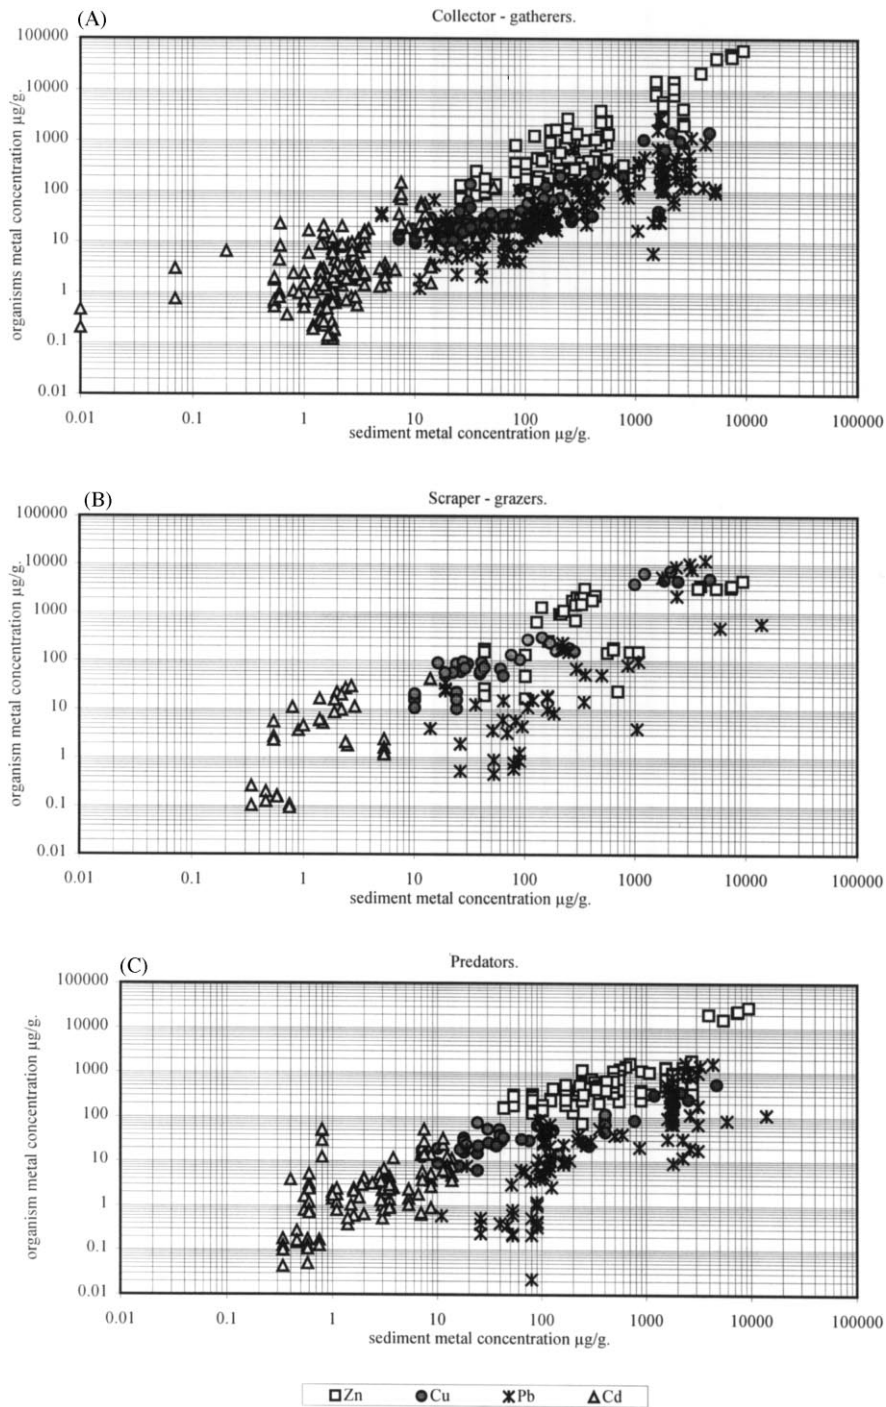 (A)
Collector - gatherers.
organisms metal concentration µg/g.
100000
10000
1000
100
10
1
0.1
0.01
0.01 0.1 1 10 100 1000 10000 100000
sediment metal concentration µg/g.
(B)
Scraper - grazers.
organism metal concentration µg/g.
100000
10000
1000
100
10
1
0.1
0.01
0.01 0.1 1 10 100 1000 10000 100000
sediment metal concentration µg/g.
(C)
Predators.
organism metal concentration µg/g.
100000
10000
1000
100
10
1
0.1
0.01
0.01 0.1 1 10 100 1000 10000 100000
sediment metal concentration µg/g.
Zn Cu Pb Cd